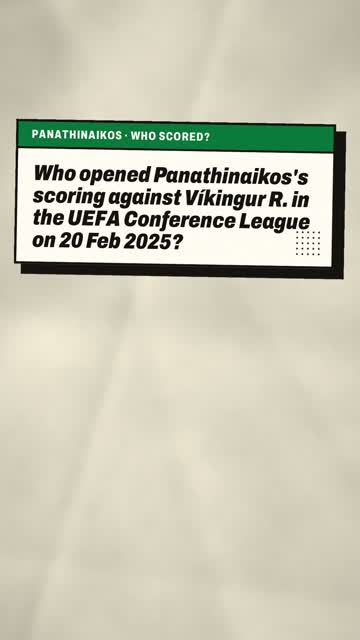 PANATHINAIKOS · WHO SCORED?
Who opened Panathinaikos's
scoring against Víkingur R. in
the UEFA Conference League
on 20 Feb 2025?